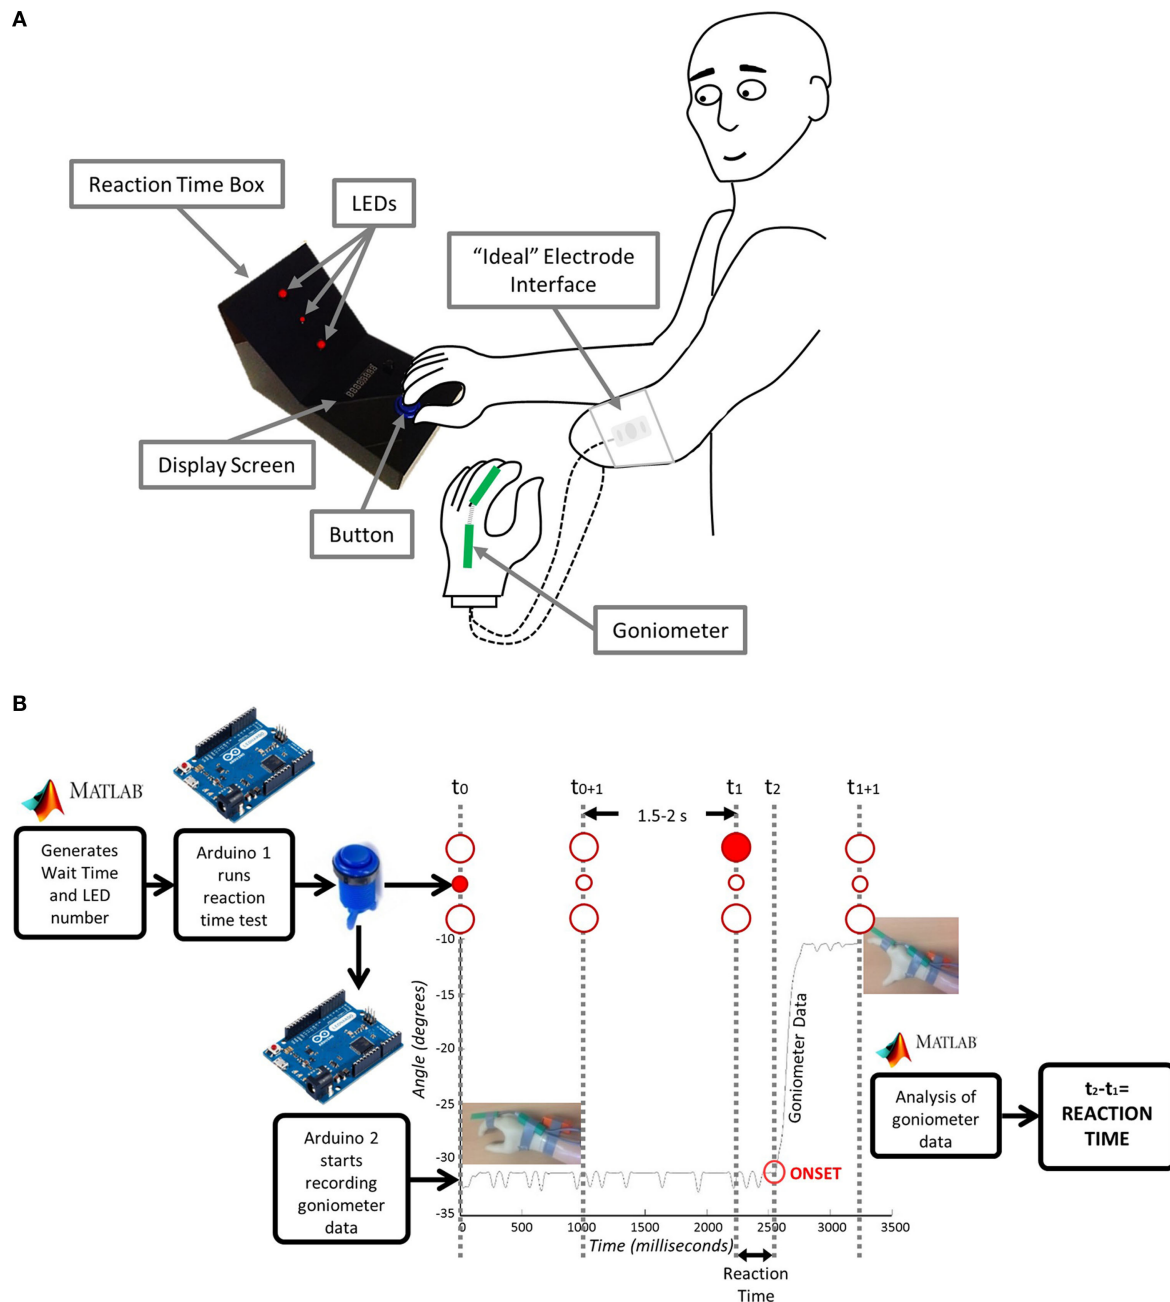 A
Reaction Time Box
LEDs
“Ideal” Electrode
Interface
Display Screen
Button
Goniometer
B
MATLAB
Generates
Wait Time
and LED
number
Arduino 1
runs
reaction
time test
t0
t0+1
t1
t2
t1+1
1.5-2 s
-10
-15
-20
-25
-30
-35
Angle (degrees)
Goniometer Data
ONSET
0
500
1000
1500
2000
2500
3000
3500
Time (milliseconds)
Reaction
Time
Arduino 2
starts
recording
goniometer
data
MATLAB
Analysis of
goniometer
data
t2-t1=
REACTION
TIME